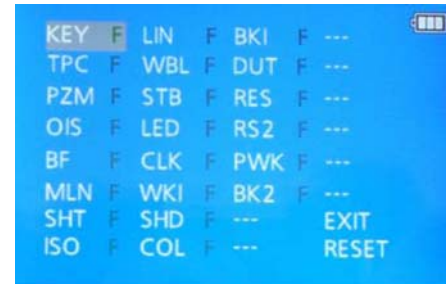 KEY F LIN F BKI F ---
TPC F WBL F DUT F ---
PZM F STB F RES F ---
OIS F LED F RS2 F ---
BF F CLK F PWK F ---
MLN F WKI F BK2 F ---
SHT F SHD F --- EXIT
ISO F COL F --- RESET